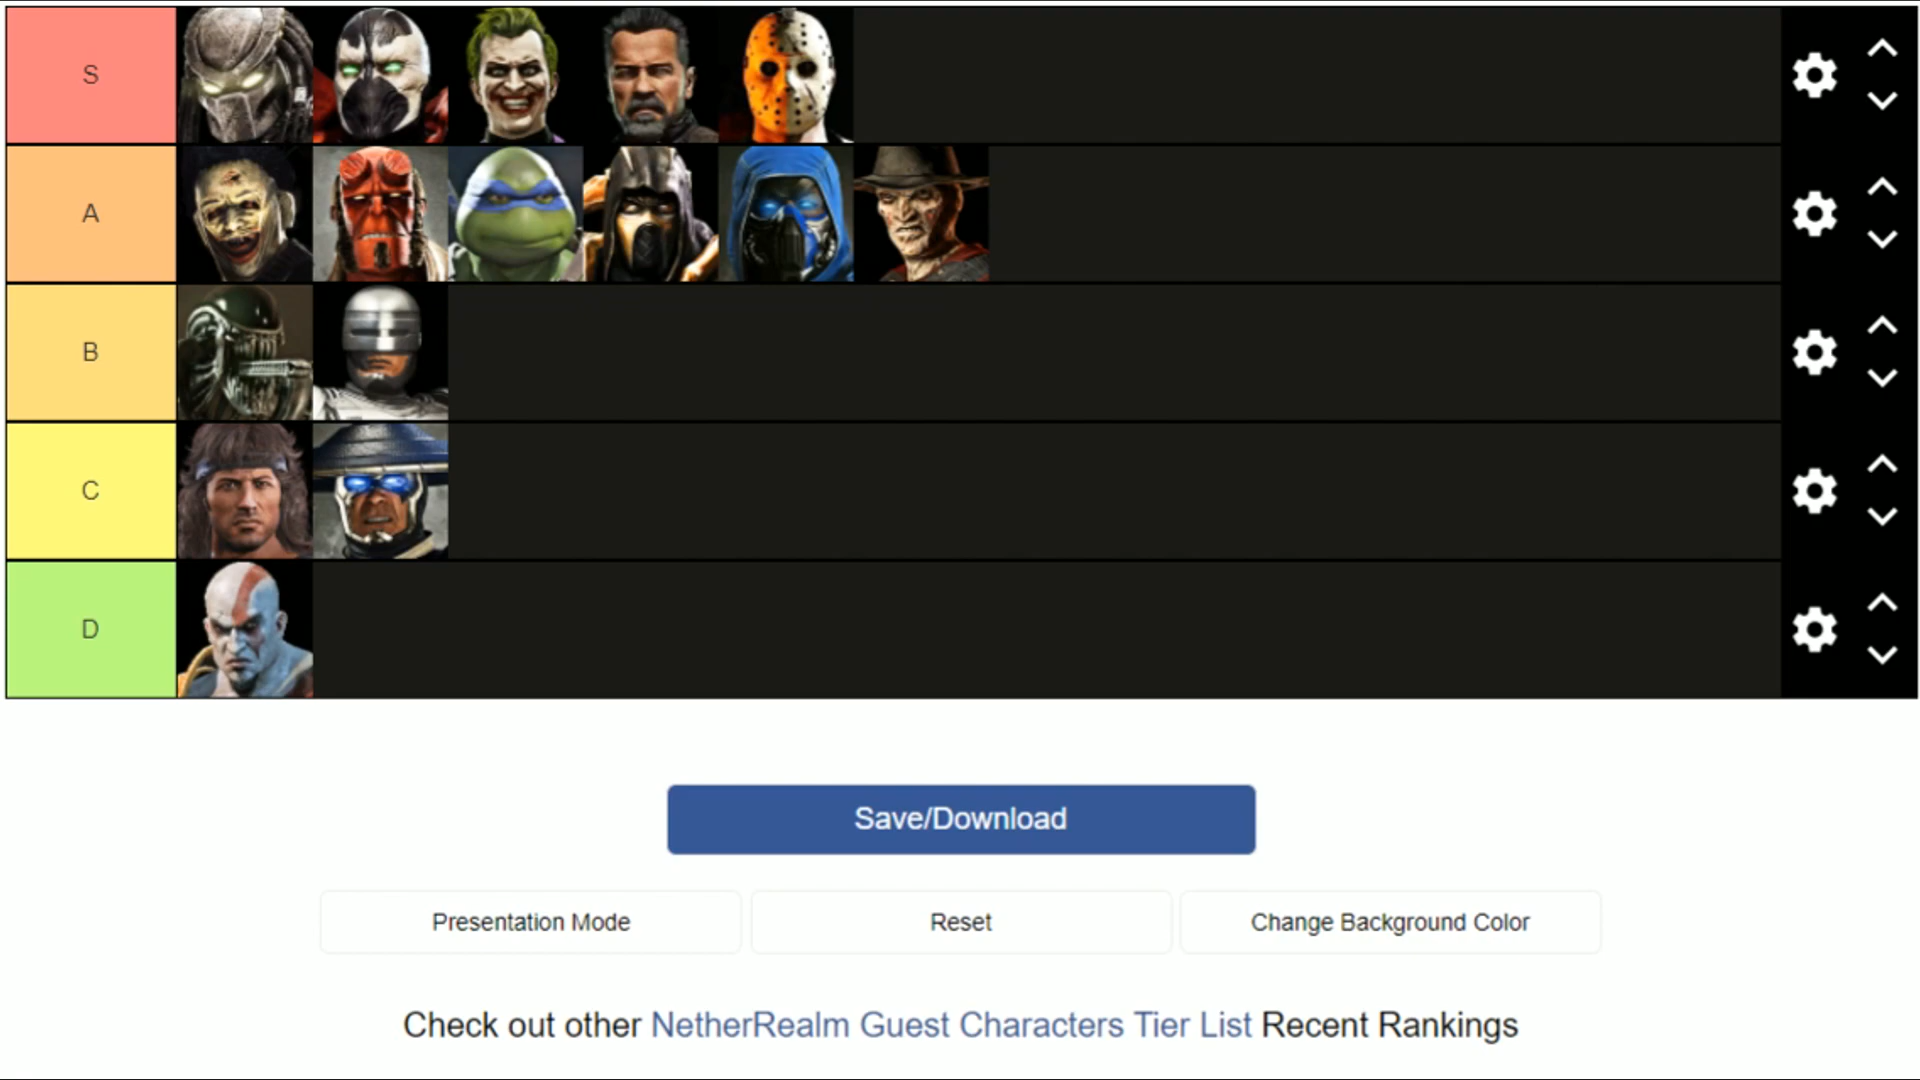 S
A
B
C
D
Save/Download
Presentation Mode
Reset
Change Background Color
Check out other NetherRealm Guest Characters Tier List Recent Rankings